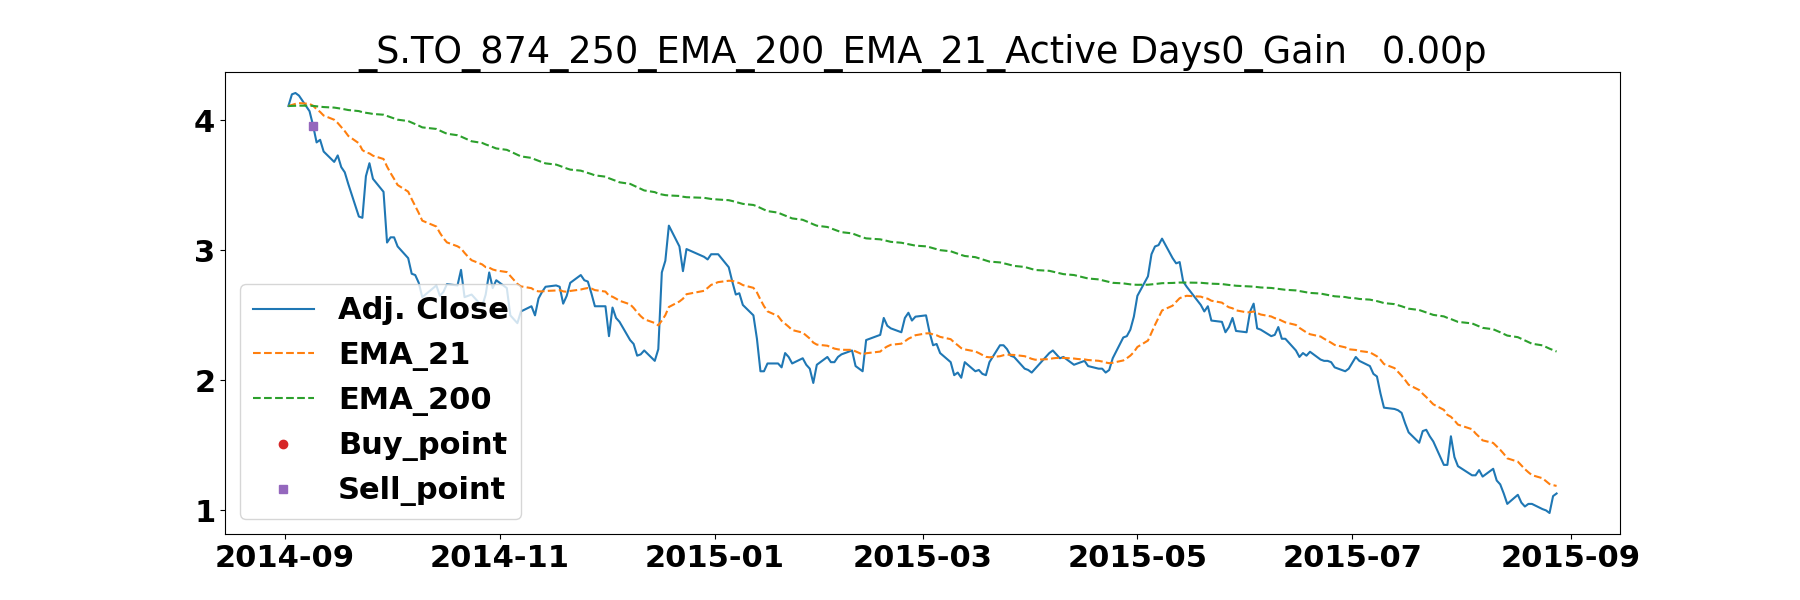 _S.TO_874_250_EMA_200_EMA_21_Active Days0_Gain   0.00p
4
3
2
1
Adj. Close
EMA_21
EMA_200
Buy_point
Sell_point
2014-09 2014-11 2015-01 2015-03 2015-05 2015-07 2015-09